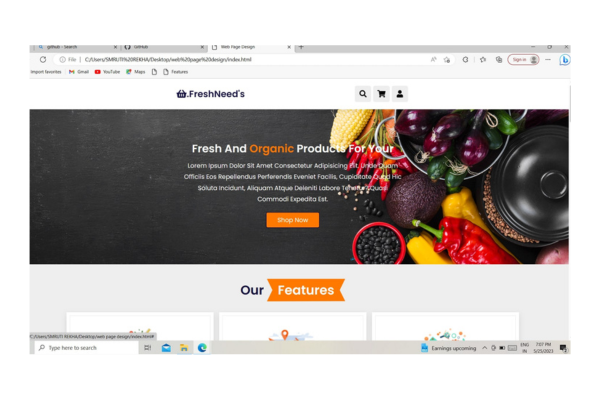 github - Search
GitHub
Web Page Design
File
C:/Users/SMRUTI%20REKHA/Desktop/web%20page%20design/index.html
Sign in
Import favorites
Gmail
YouTube
Maps
Features
.FreshNeed's
Fresh And Organic Products For Your
Lorem Ipsum Dolor Sit Amet Consectetur Adipisicing Elit. Unde Quam
Officiis Eos Repellendus Perferendis Eveniet Facilis, Cupiditate Quod Hic
Soluta Incidunt, Aliquam Atque Deleniti Labore Tenetur Quasi
Commodi Expedita Est.
Shop Now
Our Features
C:/Users/SMRUTI REKHA/Desktop/web page design/index.html#
Type here to search
Earnings upcoming
ENG
IN
7:07 PM
5/25/2023